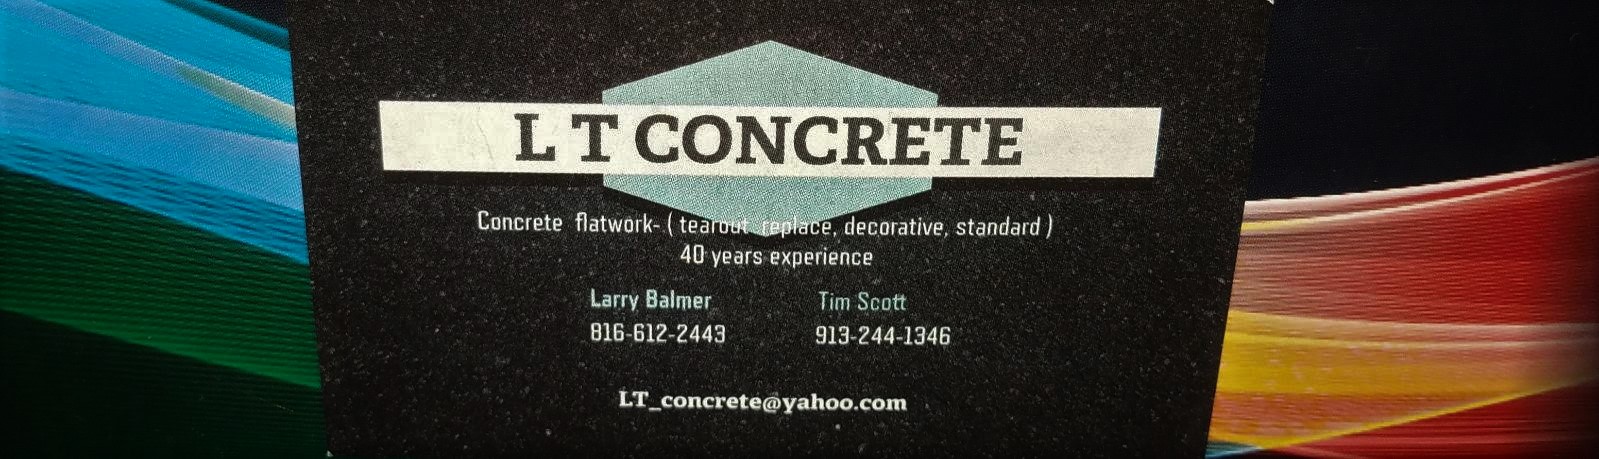 L T CONCRETE
Concrete flatwork- ( tearout replace, decorative, standard )
40 years experience
Larry Balmer Tim Scott
816-612-2443 913-244-1346
LT_concrete@yahoo.com